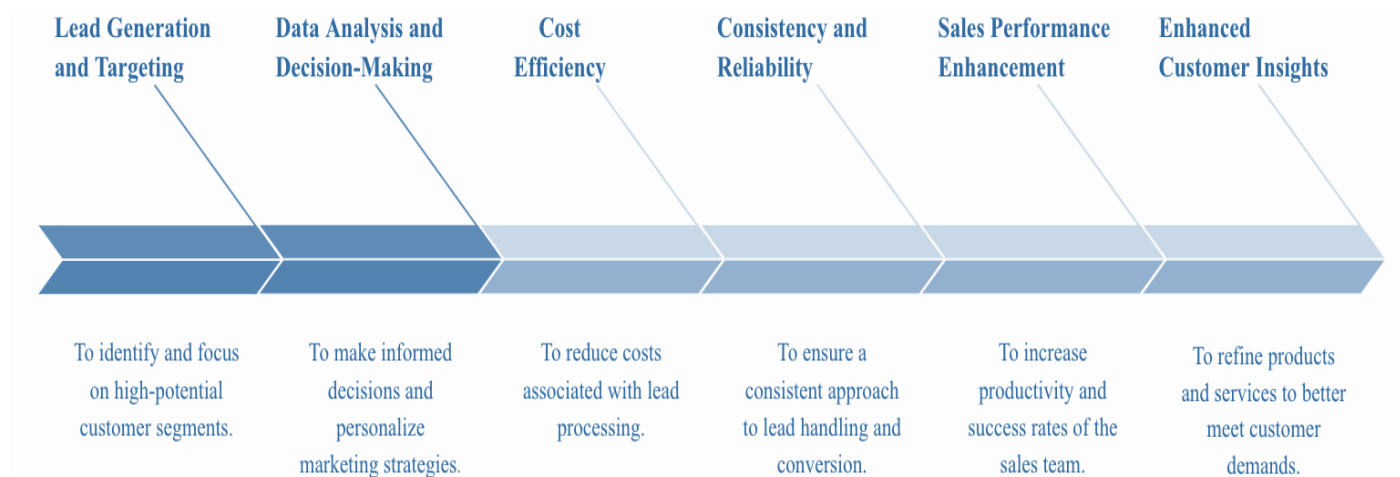 Lead Generation
and Targeting
Data Analysis and
Decision-Making
Cost
Efficiency
Consistency and
Reliability
Sales Performance
Enhancement
Enhanced
Customer Insights
To identify and focus
on high-potential
customer segments.
To make informed
decisions and
personalize
marketing strategies.
To reduce costs
associated with lead
processing.
To ensure a
consistent approach
to lead handling and
conversion.
To increase
productivity and
success rates of the
sales team.
To refine products
and services to better
meet customer
demands.